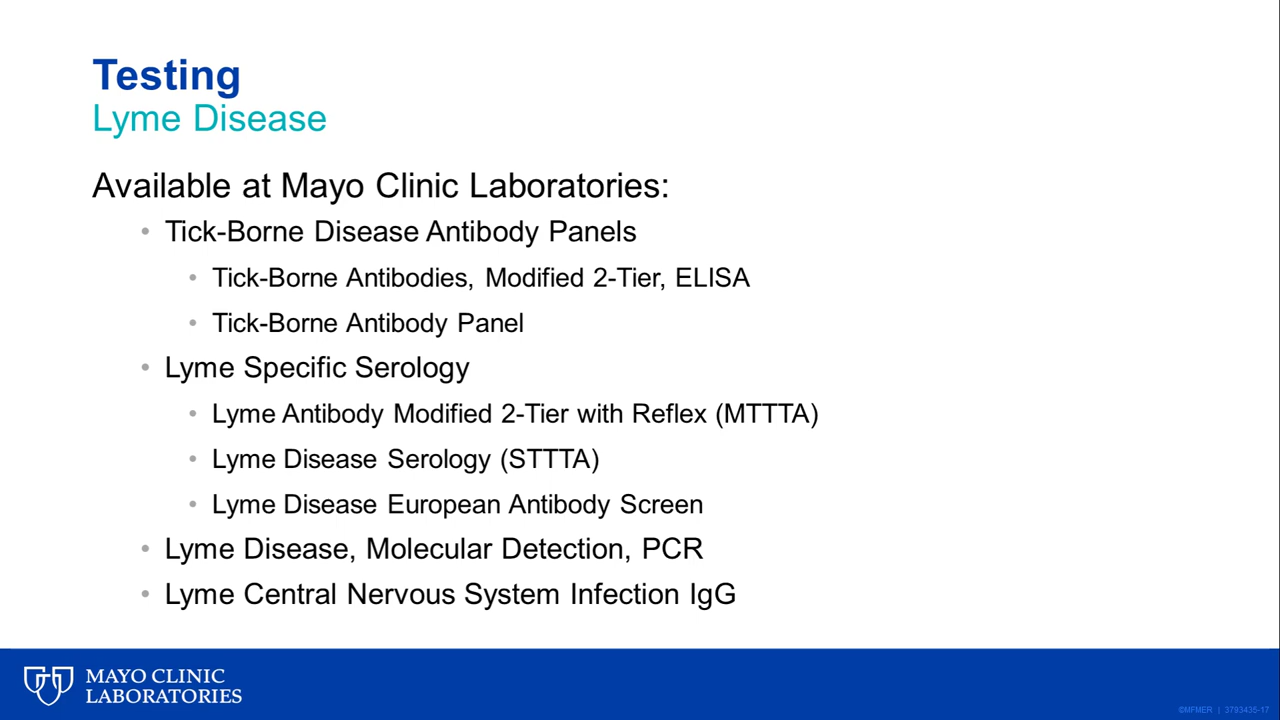 Testing
Lyme Disease
Available at Mayo Clinic Laboratories:
• Tick-Borne Disease Antibody Panels
• Tick-Borne Antibodies, Modified 2-Tier, ELISA
• Tick-Borne Antibody Panel
• Lyme Specific Serology
• Lyme Antibody Modified 2-Tier with Reflex (MTTTA)
• Lyme Disease Serology (STTTA)
• Lyme Disease European Antibody Screen
• Lyme Disease, Molecular Detection, PCR
• Lyme Central Nervous System Infection IgG
MAYO CLINIC
LABORATORIES
©MFMER | 3793435-17